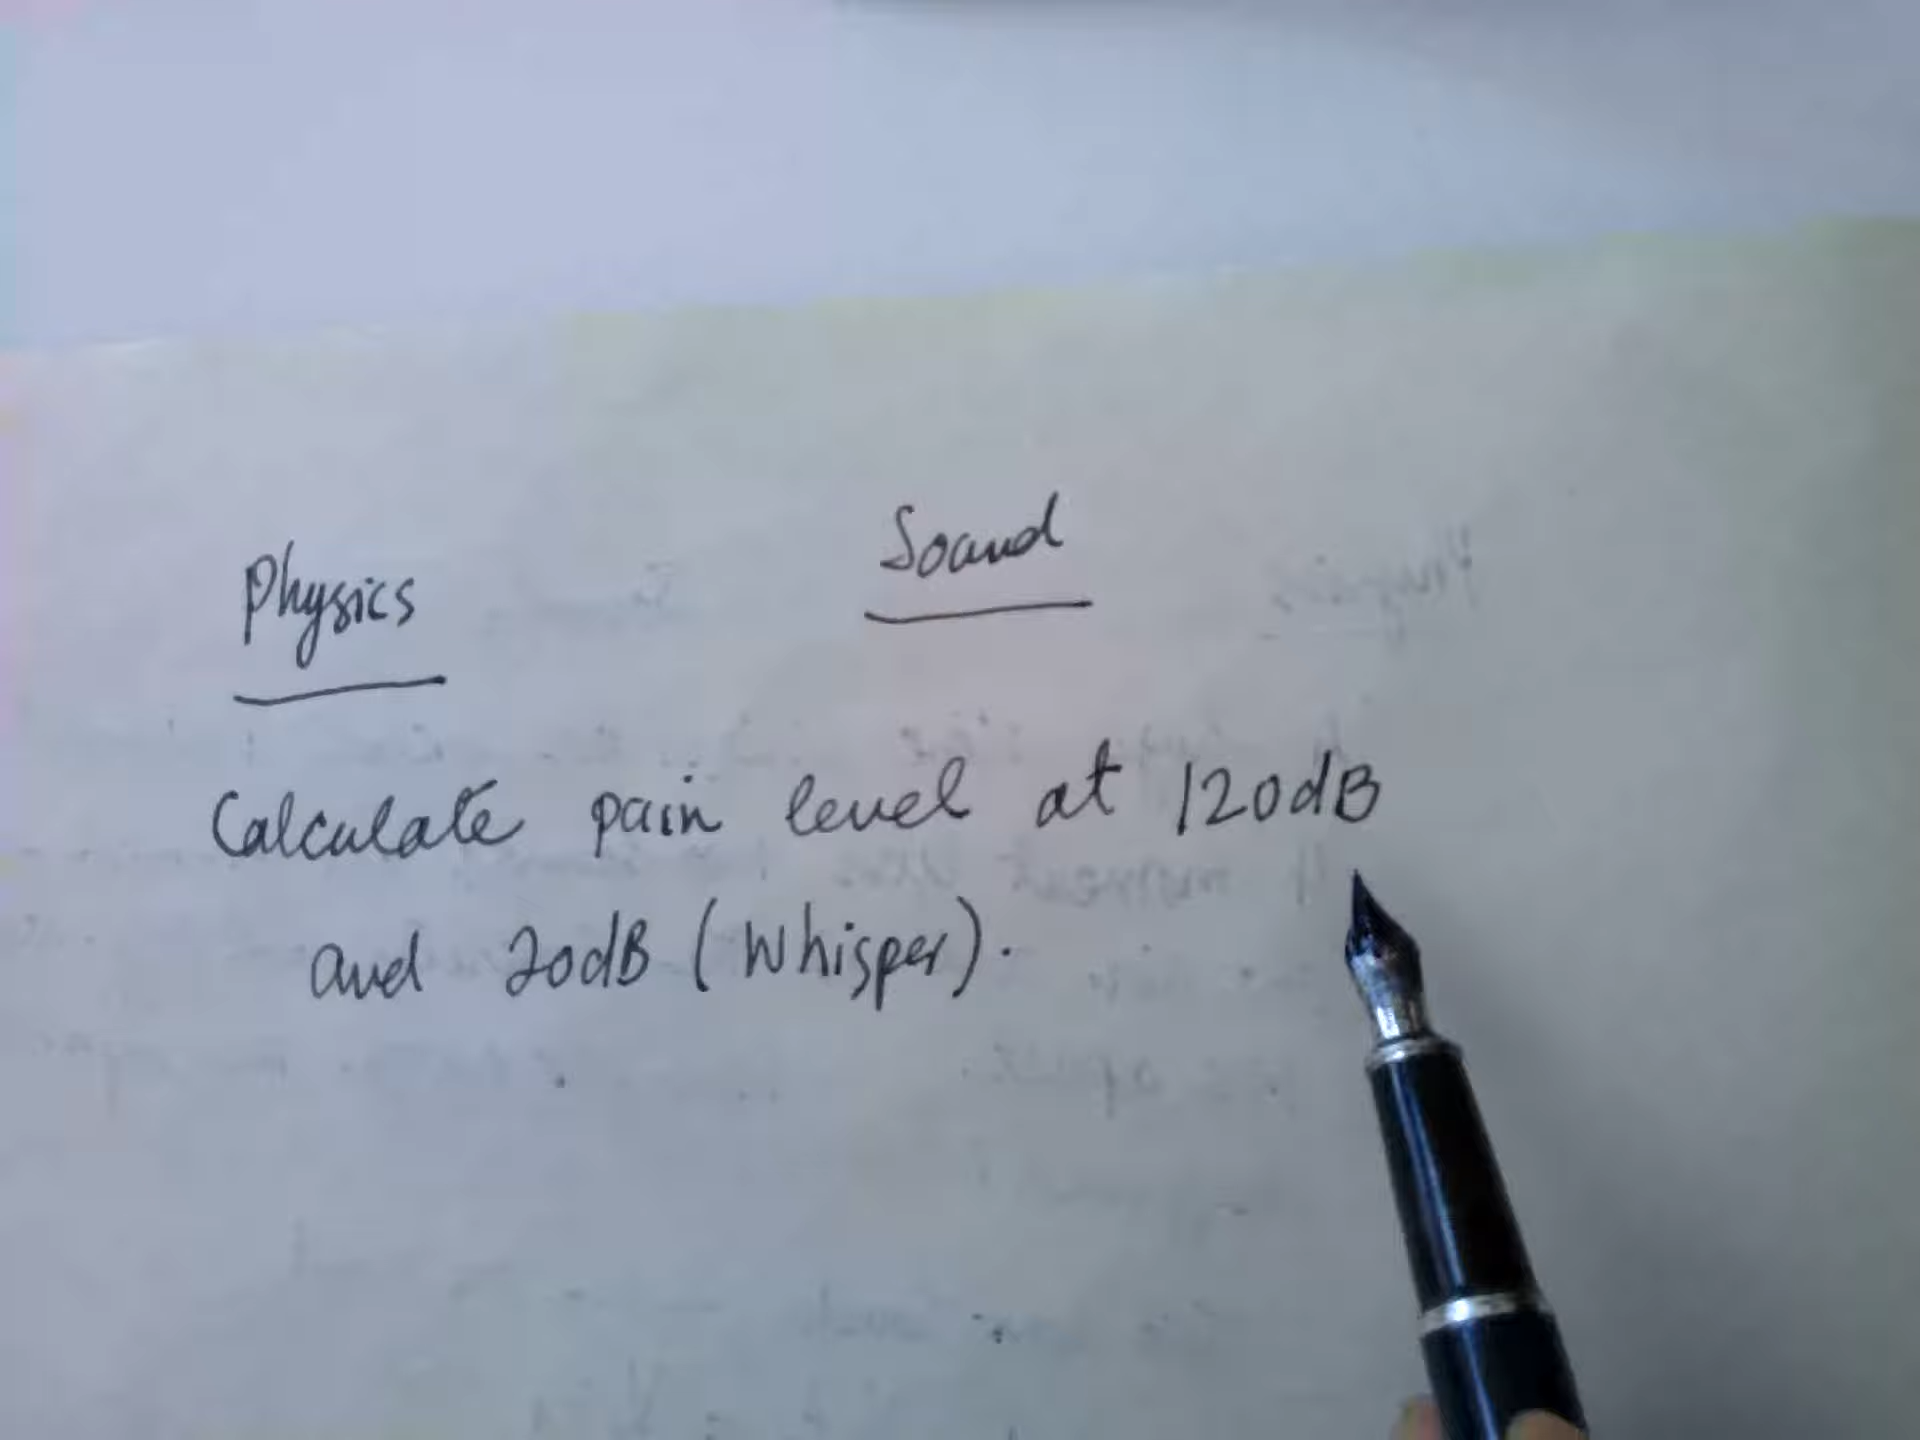 Physics
Sound
Calculate pain level at 120dB
and 20dB (Whisper).